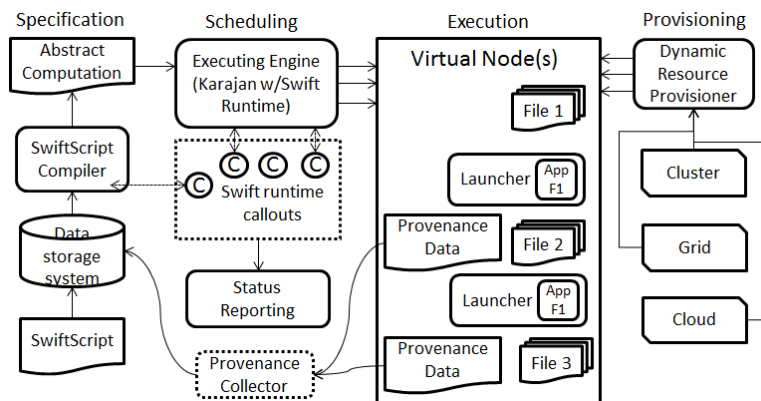 Specification
Scheduling
Execution
Provisioning
Abstract
Computation
Executing Engine
(Karajan w/Swift
Runtime)
Virtual Node(s)
Dynamic
Resource
Provisioner
File 1
SwiftScript
Compiler
C
C
C
C
Swift runtime
callouts
Launcher
App
F1
Cluster
Data
storage
system
Provenance
Data
File 2
Grid
Status
Reporting
Launcher
App
F1
Cloud
SwiftScript
Provenance
Collector
Provenance
Data
File 3